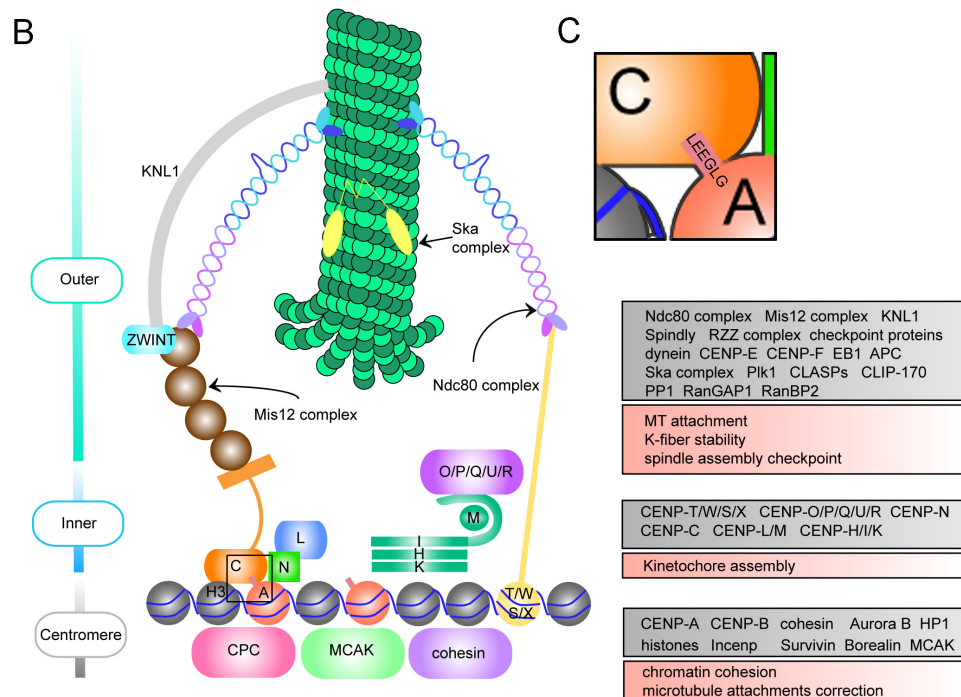 B
C
KNL1
Ska
complex
Outer
ZWINT
Ndc80 complex
Mis12 complex
O/P/Q/U/R
M
Inner
L
I
H
K
C
N
H3
A
T/W
S/X
Centromere
CPC
MCAK
cohesin
C
LEEGLG
A
Ndc80 complex Mis12 complex KNL1
Spindly RZZ complex checkpoint proteins
dynein CENP-E CENP-F EB1 APC
Ska complex Plk1 CLASPs CLIP-170
PP1 RanGAP1 RanBP2
MT attachment
K-fiber stability
spindle assembly checkpoint
CENP-T/W/S/X CENP-O/P/Q/U/R CENP-N
CENP-C CENP-L/M CENP-H/I/K
Kinetochore assembly
CENP-A CENP-B cohesin Aurora B HP1
histones Incenp Survivin Borealin MCAK
chromatin cohesion
microtubule attachments correction